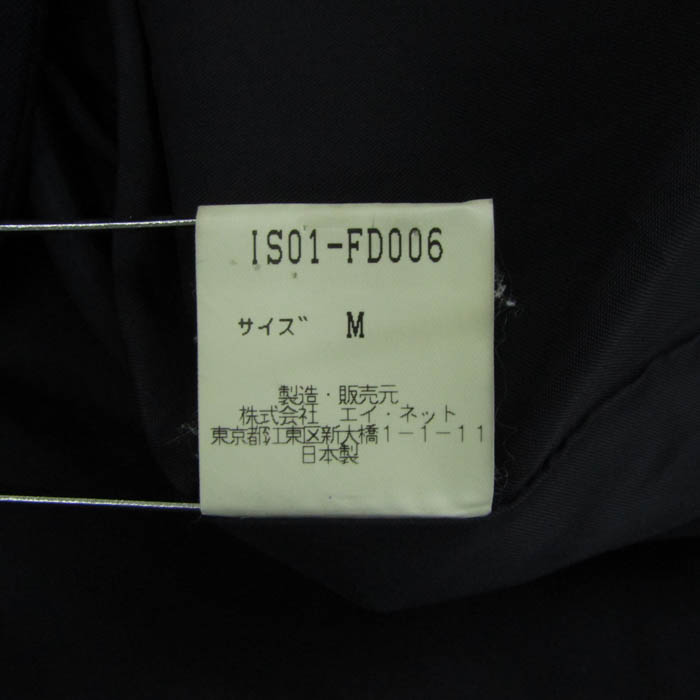 IS01-FD006
サイズ M
製造・販売元
株式会社 エイ・ネット
東京都江東区新大橋1-1-11
日本製